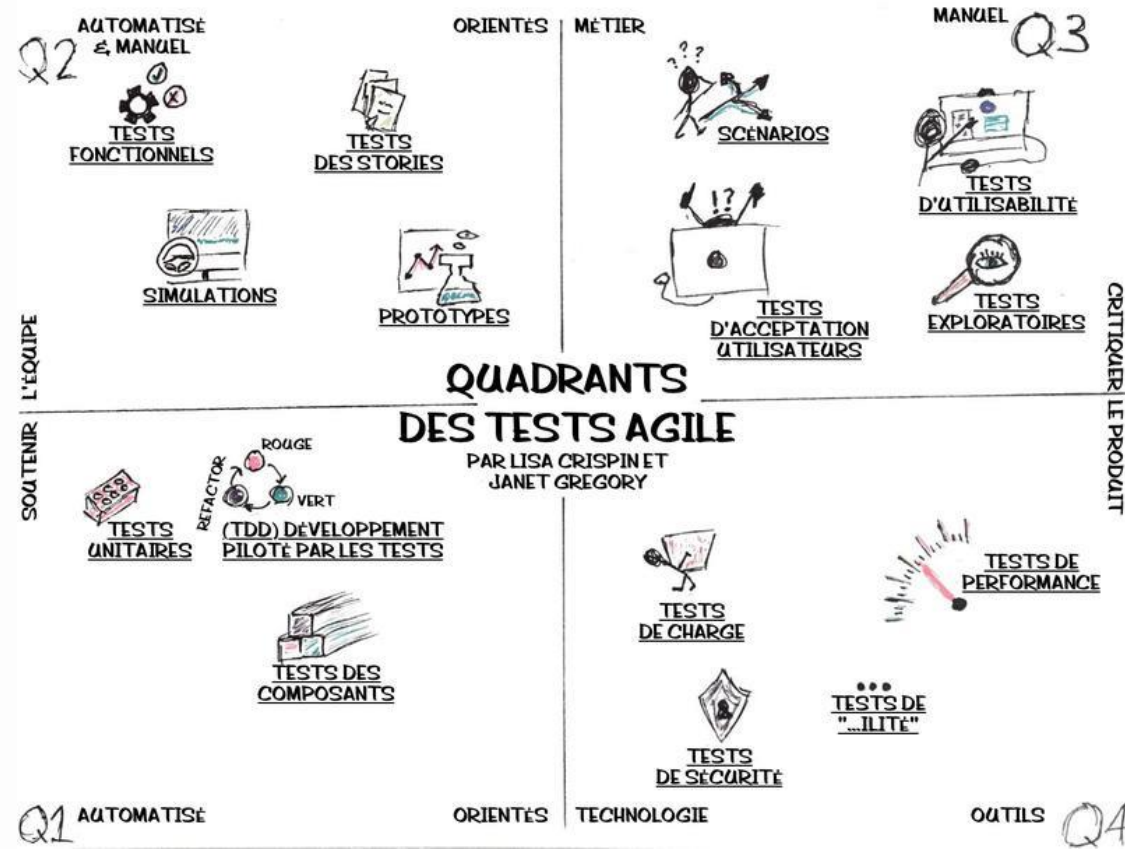 Q2
AUTOMATISÉ
& MANUEL
ORIENTÉS
MÉTIER
MANUEL
Q3
TESTS
FONCTIONNELS
TESTS
DES STORIES
???
SCÉNARIOS
TESTS
D'UTILISABILITÉ
SIMULATIONS
PROTOTYPES
!?
TESTS
D'ACCEPTATION
UTILISATEURS
TESTS
EXPLORATOIRES
SOUTENIR L'ÉQUIPE
CRITIQUER LE PRODUIT
QUADRANTS
DES TESTS AGILE
PAR LISA CRISPIN ET
JANET GREGORY
TESTS
UNITAIRES
ROUGE
VERT
REFACTOR
(TDD) DÉVELOPPEMENT
PILOTÉ PAR LES TESTS
TESTS DES
COMPOSANTS
TESTS
DE CHARGE
TESTS DE
PERFORMANCE
TESTS
DE SÉCURITÉ
...
TESTS DE
"...ILITÉ"
Q1
AUTOMATISÉ
ORIENTÉS
TECHNOLOGIE
OUTILS
Q4